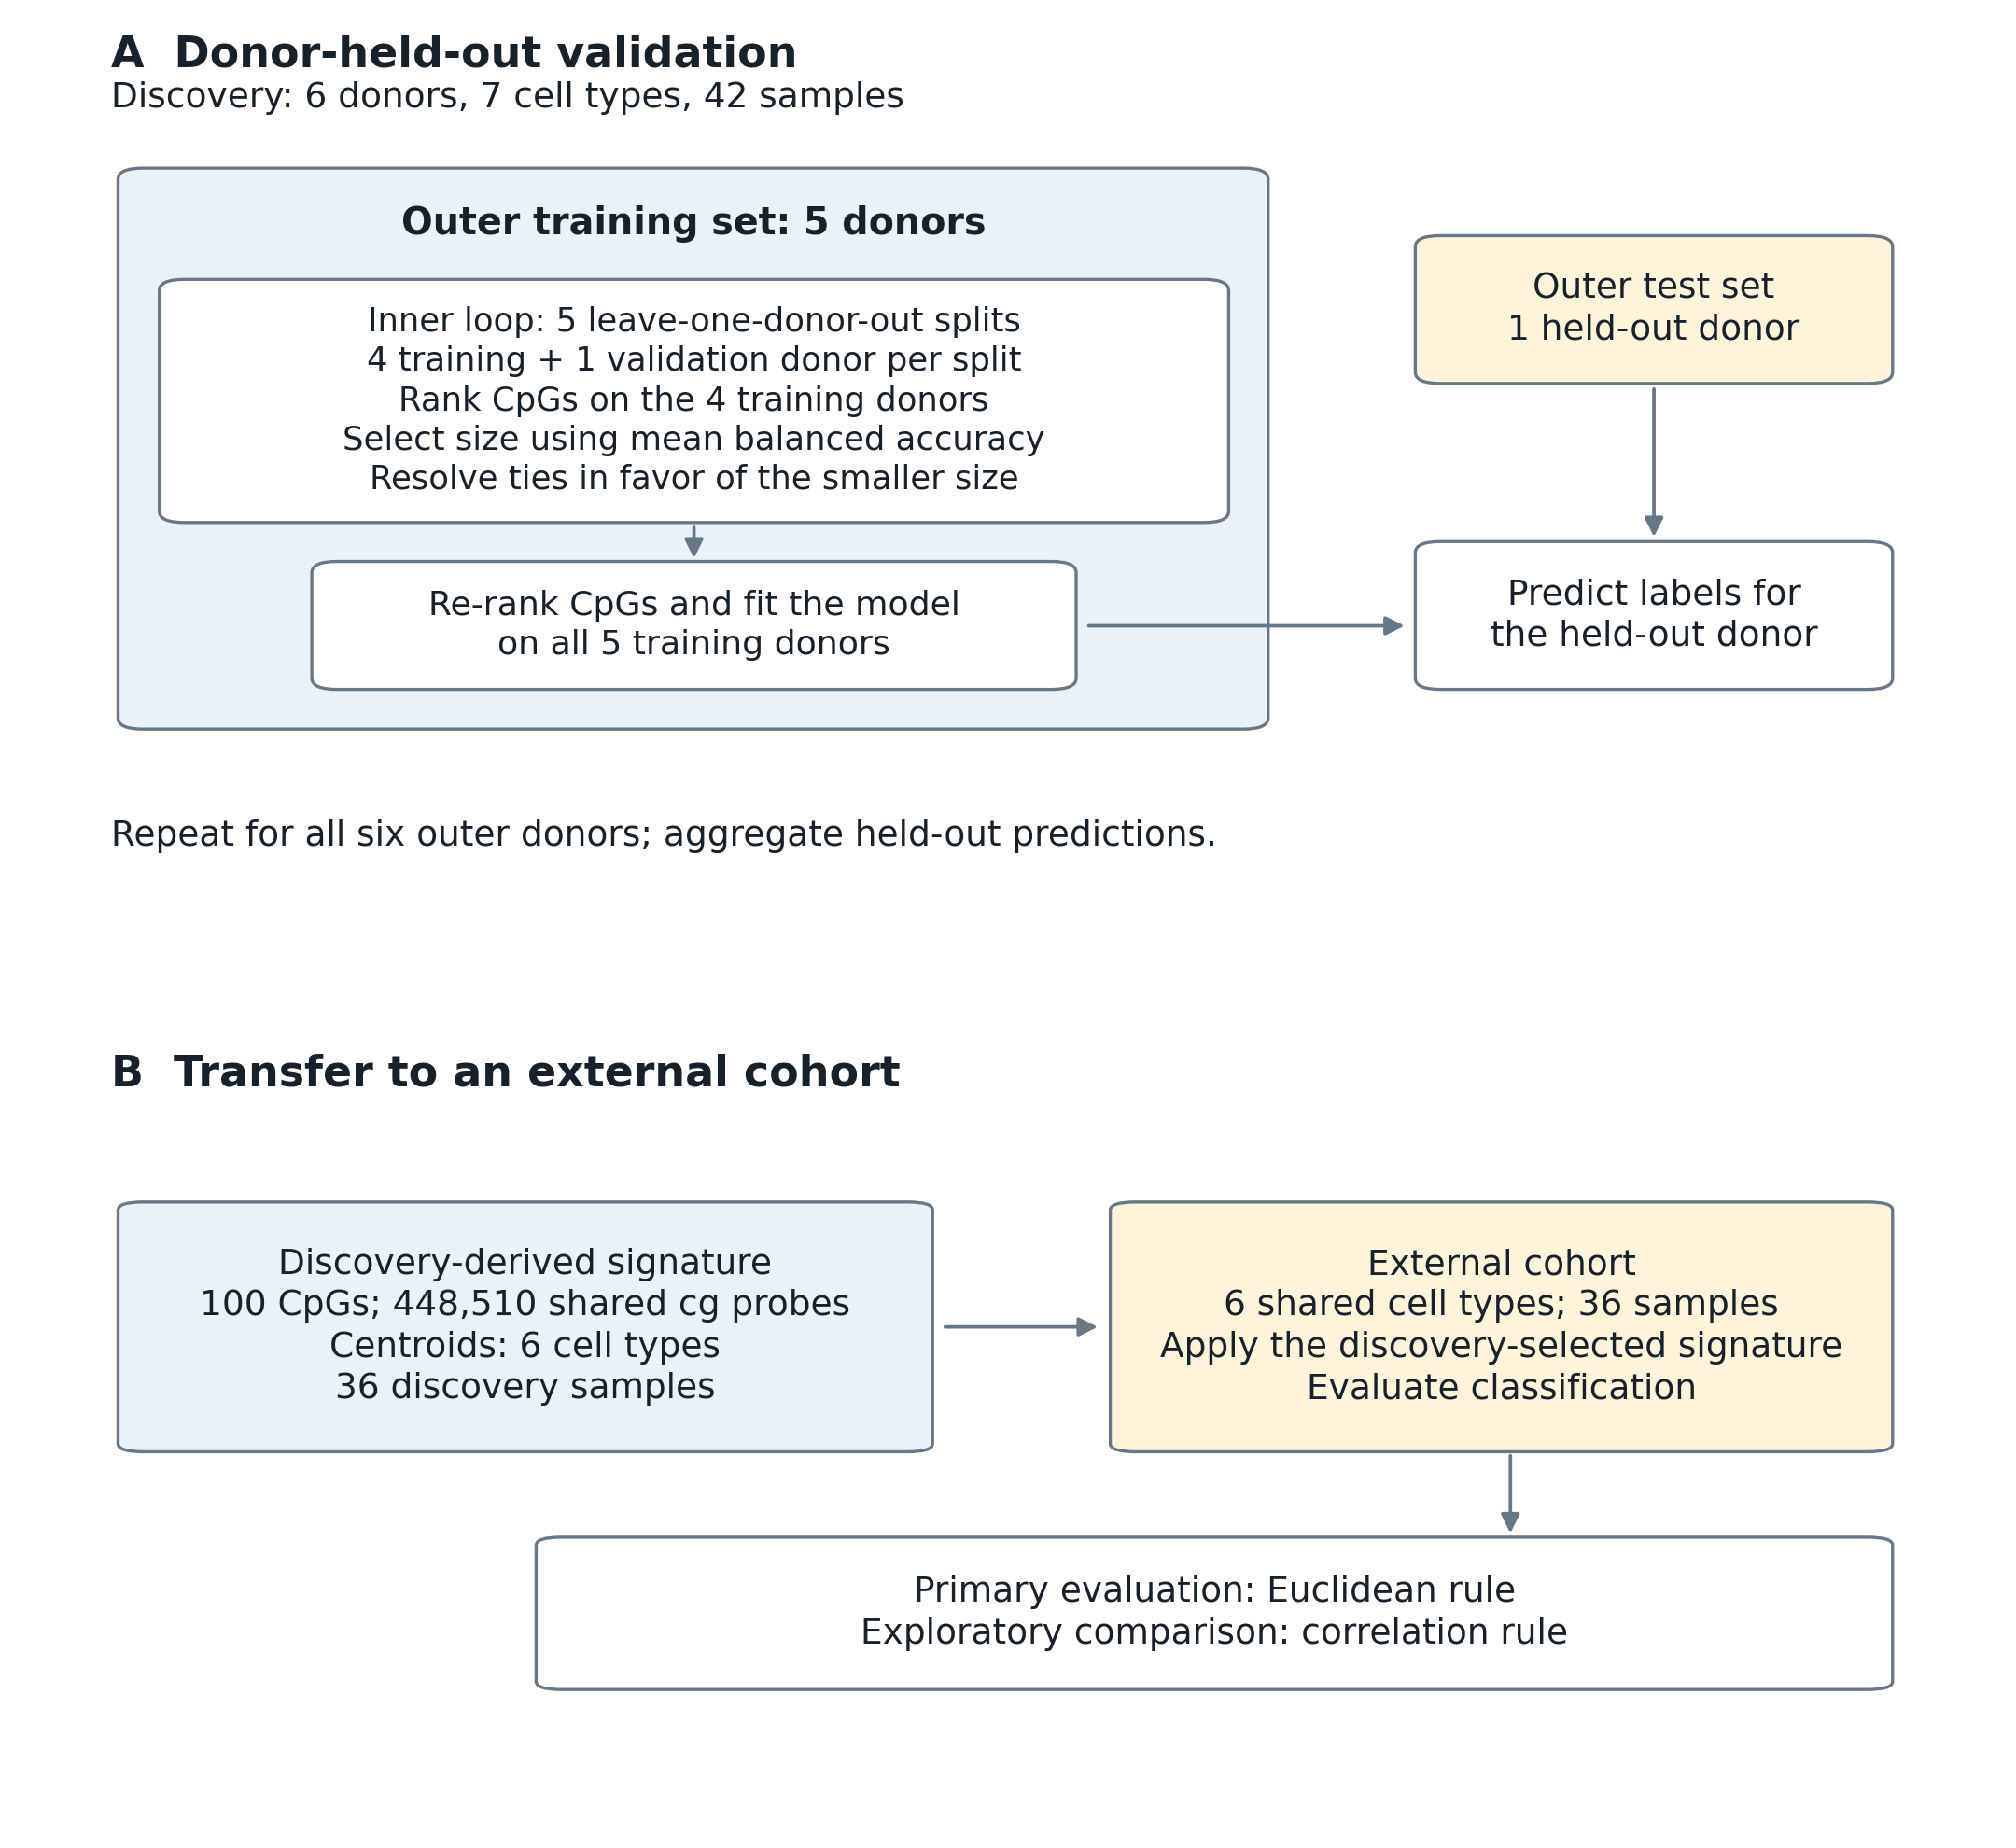 A  Donor-held-out validation
Discovery: 6 donors, 7 cell types, 42 samples
Outer training set: 5 donors
Inner loop: 5 leave-one-donor-out splits
4 training + 1 validation donor per split
Rank CpGs on the 4 training donors
Select size using mean balanced accuracy
Resolve ties in favor of the smaller size
Re-rank CpGs and fit the model
on all 5 training donors
Outer test set
1 held-out donor
Predict labels for
the held-out donor
Repeat for all six outer donors; aggregate held-out predictions.
B  Transfer to an external cohort
Discovery-derived signature
100 CpGs; 448,510 shared cg probes
Centroids: 6 cell types
36 discovery samples
External cohort
6 shared cell types; 36 samples
Apply the discovery-selected signature
Evaluate classification
Primary evaluation: Euclidean rule
Exploratory comparison: correlation rule